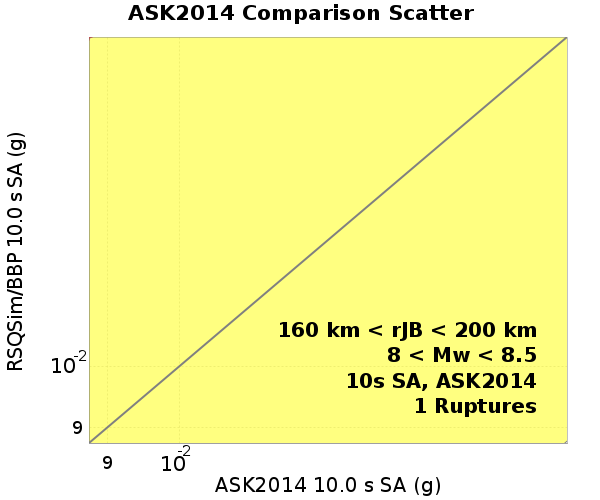 ASK2014 Comparison Scatter
RSQSim/BBP 10.0 s SA (g)
10-2
9
160 km < rJB < 200 km
8 < Mw < 8.5
10s SA, ASK2014
1 Ruptures
9
10-2
ASK2014 10.0 s SA (g)